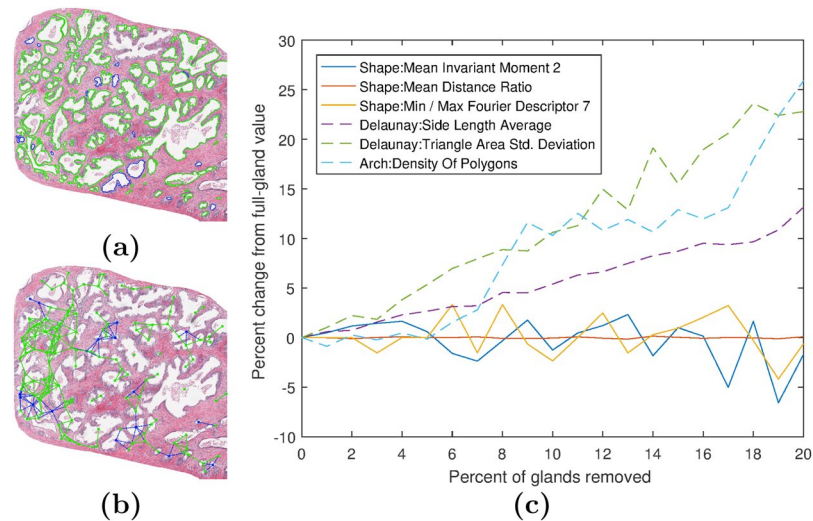 (a)
(b)
30
25
20
15
10
5
0
-5
-10
Percent change from full-gland value
Shape:Mean Invariant Moment 2
Shape:Mean Distance Ratio
Shape:Min / Max Fourier Descriptor 7
Delaunay:Side Length Average
Delaunay:Triangle Area Std. Deviation
Arch:Density Of Polygons
0 2 4 6 8 10 12 14 16 18 20
Percent of glands removed
(c)